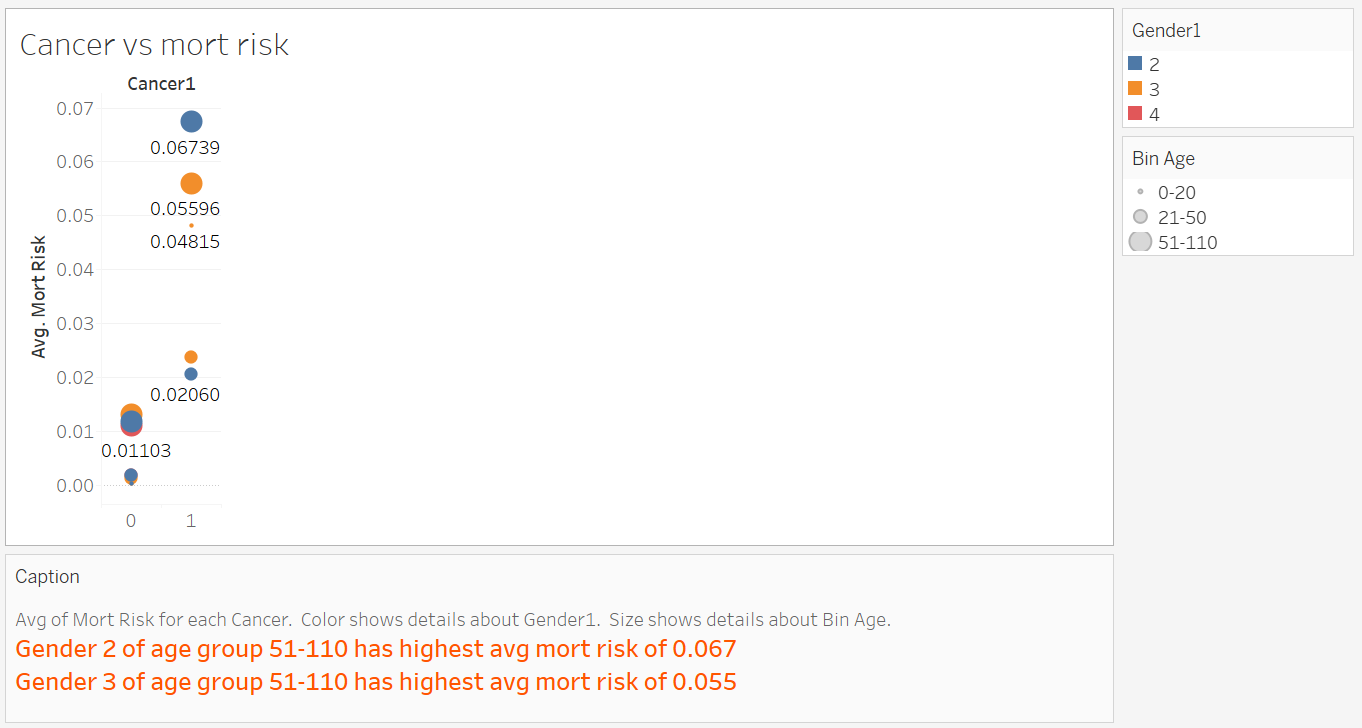 Cancer vs mort risk
Cancer1
Avg. Mort Risk
0.07
0.06
0.05
0.04
0.03
0.02
0.01
0.00
0.06739
0.05596
0.04815
0.02060
0.01103
0 1
Gender1
2
3
4
Bin Age
0-20
21-50
51-110
Caption
Avg of Mort Risk for each Cancer. Color shows details about Gender1. Size shows details about Bin Age.
Gender 2 of age group 51-110 has highest avg mort risk of 0.067
Gender 3 of age group 51-110 has highest avg mort risk of 0.055